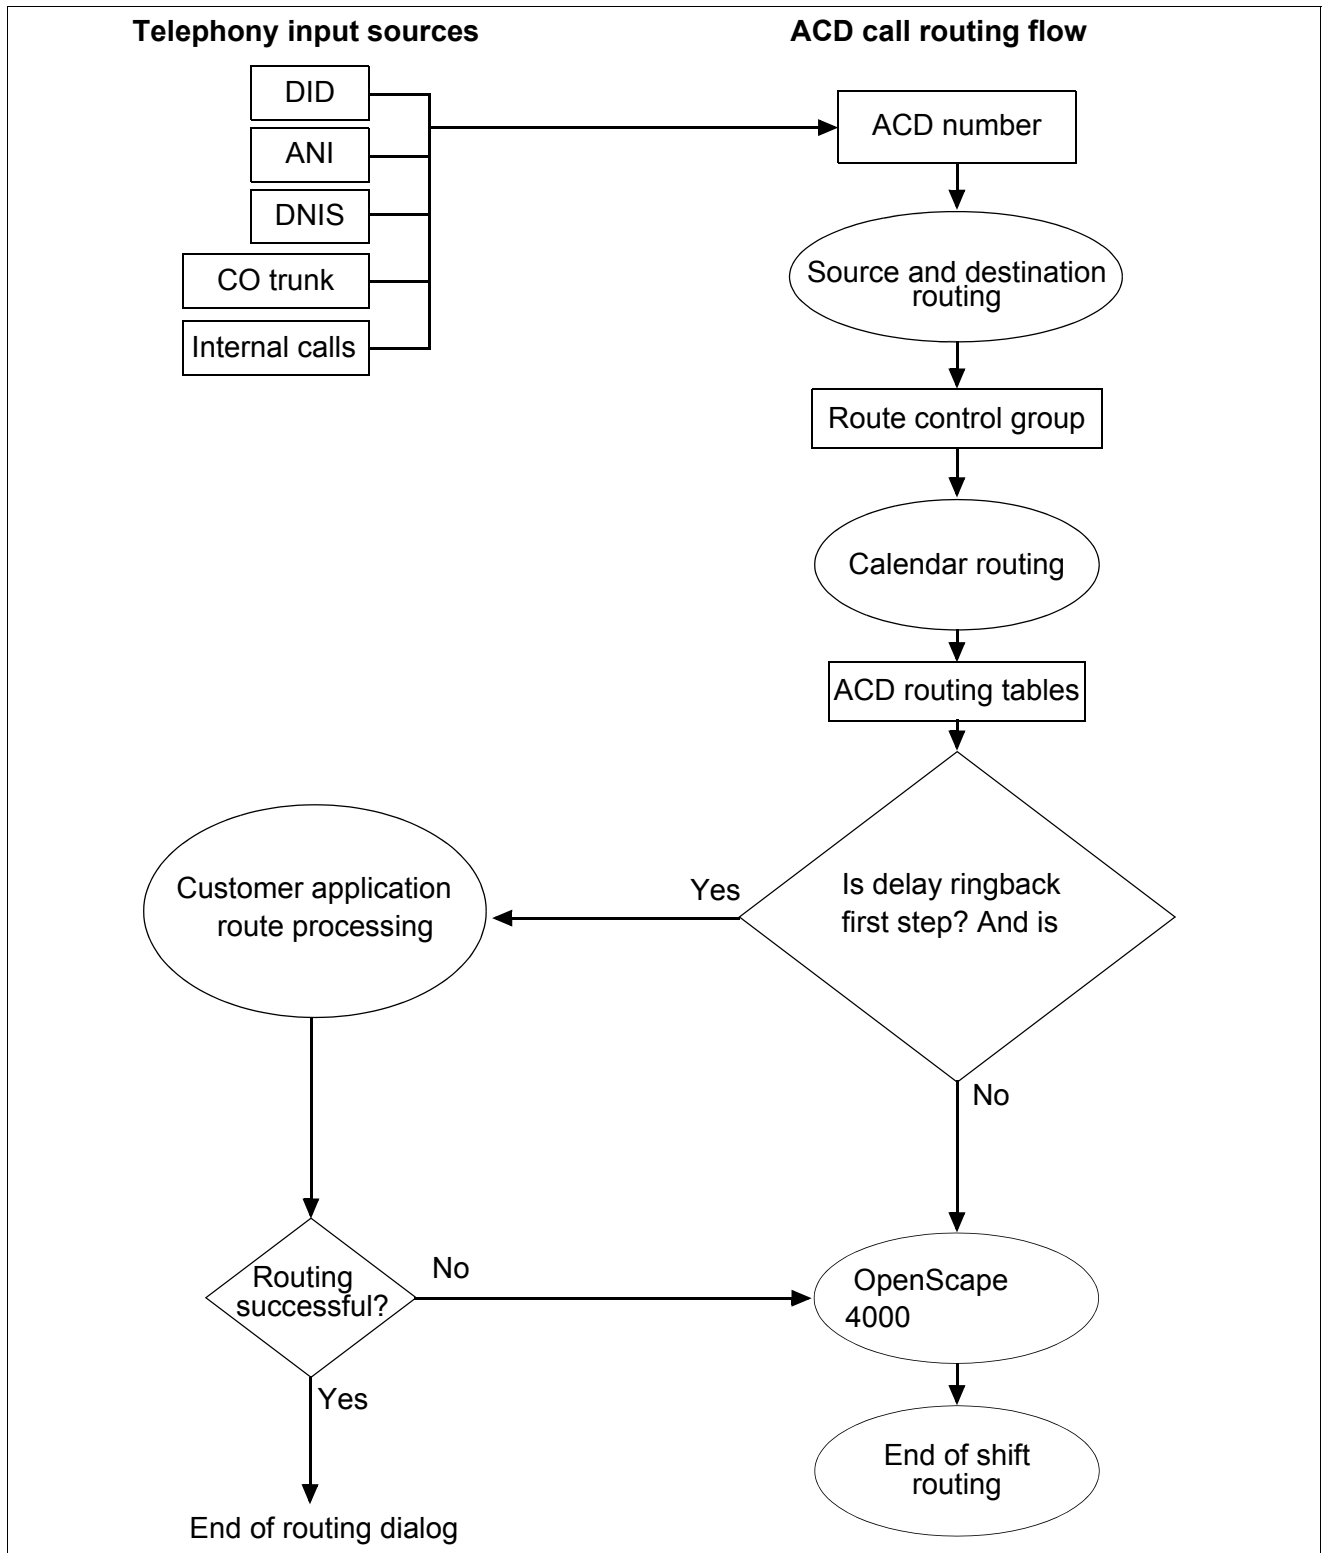 Telephony input sources
ACD call routing flow
DID
ANI
DNIS
CO trunk
Internal calls
ACD number
Source and destination
routing
Route control group
Calendar routing
ACD routing tables
Is delay ringback
first step? And is
Yes
No
Customer application
route processing
Routing
successful?
No
Yes
OpenScape
4000
End of shift
routing
End of routing dialog